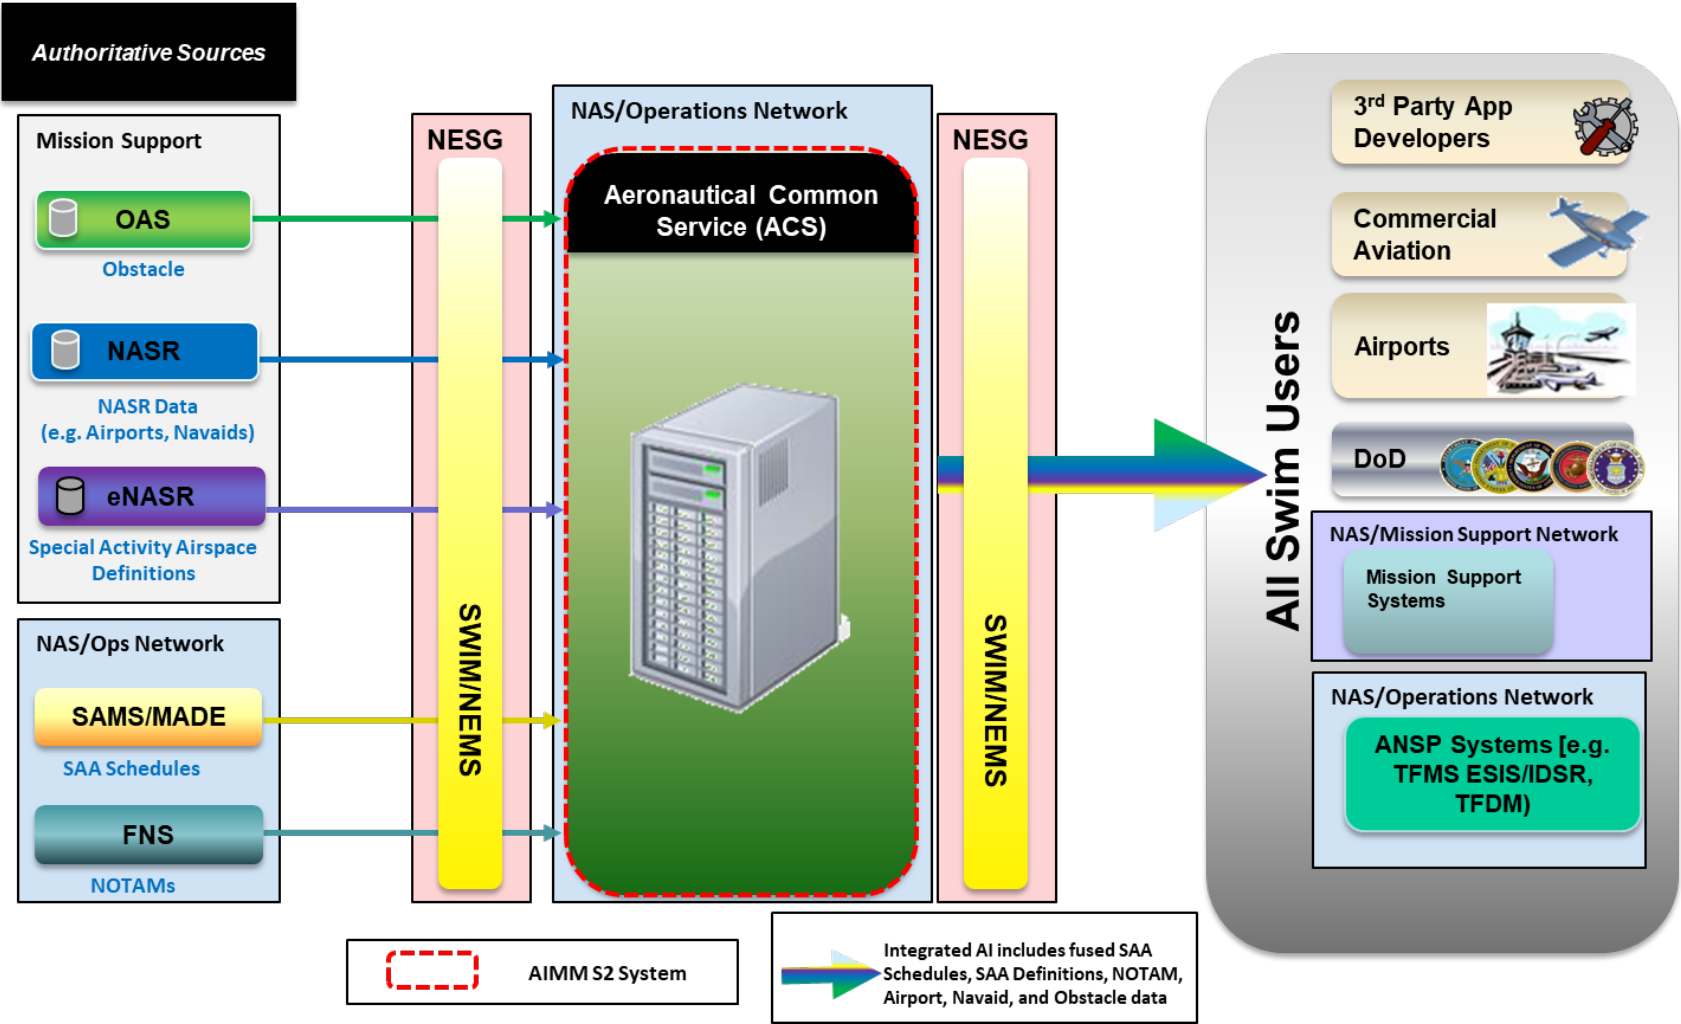 Authoritative Sources
Mission Support
OAS
Obstacle
NASR
NASR Data
(e.g. Airports, Navaids)
eNASR
Special Activity Airspace
Definitions
NAS/Ops Network
SAMS/MADE
SAA Schedules
FNS
NOTAMs
NESG
SWIM/NEMS
NAS/Operations Network
Aeronautical Common
Service (ACS)
NESG
SWIM/NEMS
All Swim Users
3rd Party App
Developers
Commercial
Aviation
Airports
DoD
NAS/Mission Support Network
Mission Support
Systems
NAS/Operations Network
ANSP Systems [e.g.
TFMS ESIS/IDSR,
TFDM)
AIMM S2 System
Integrated AI includes fused SAA
Schedules, SAA Definitions, NOTAM,
Airport, Navaid, and Obstacle data